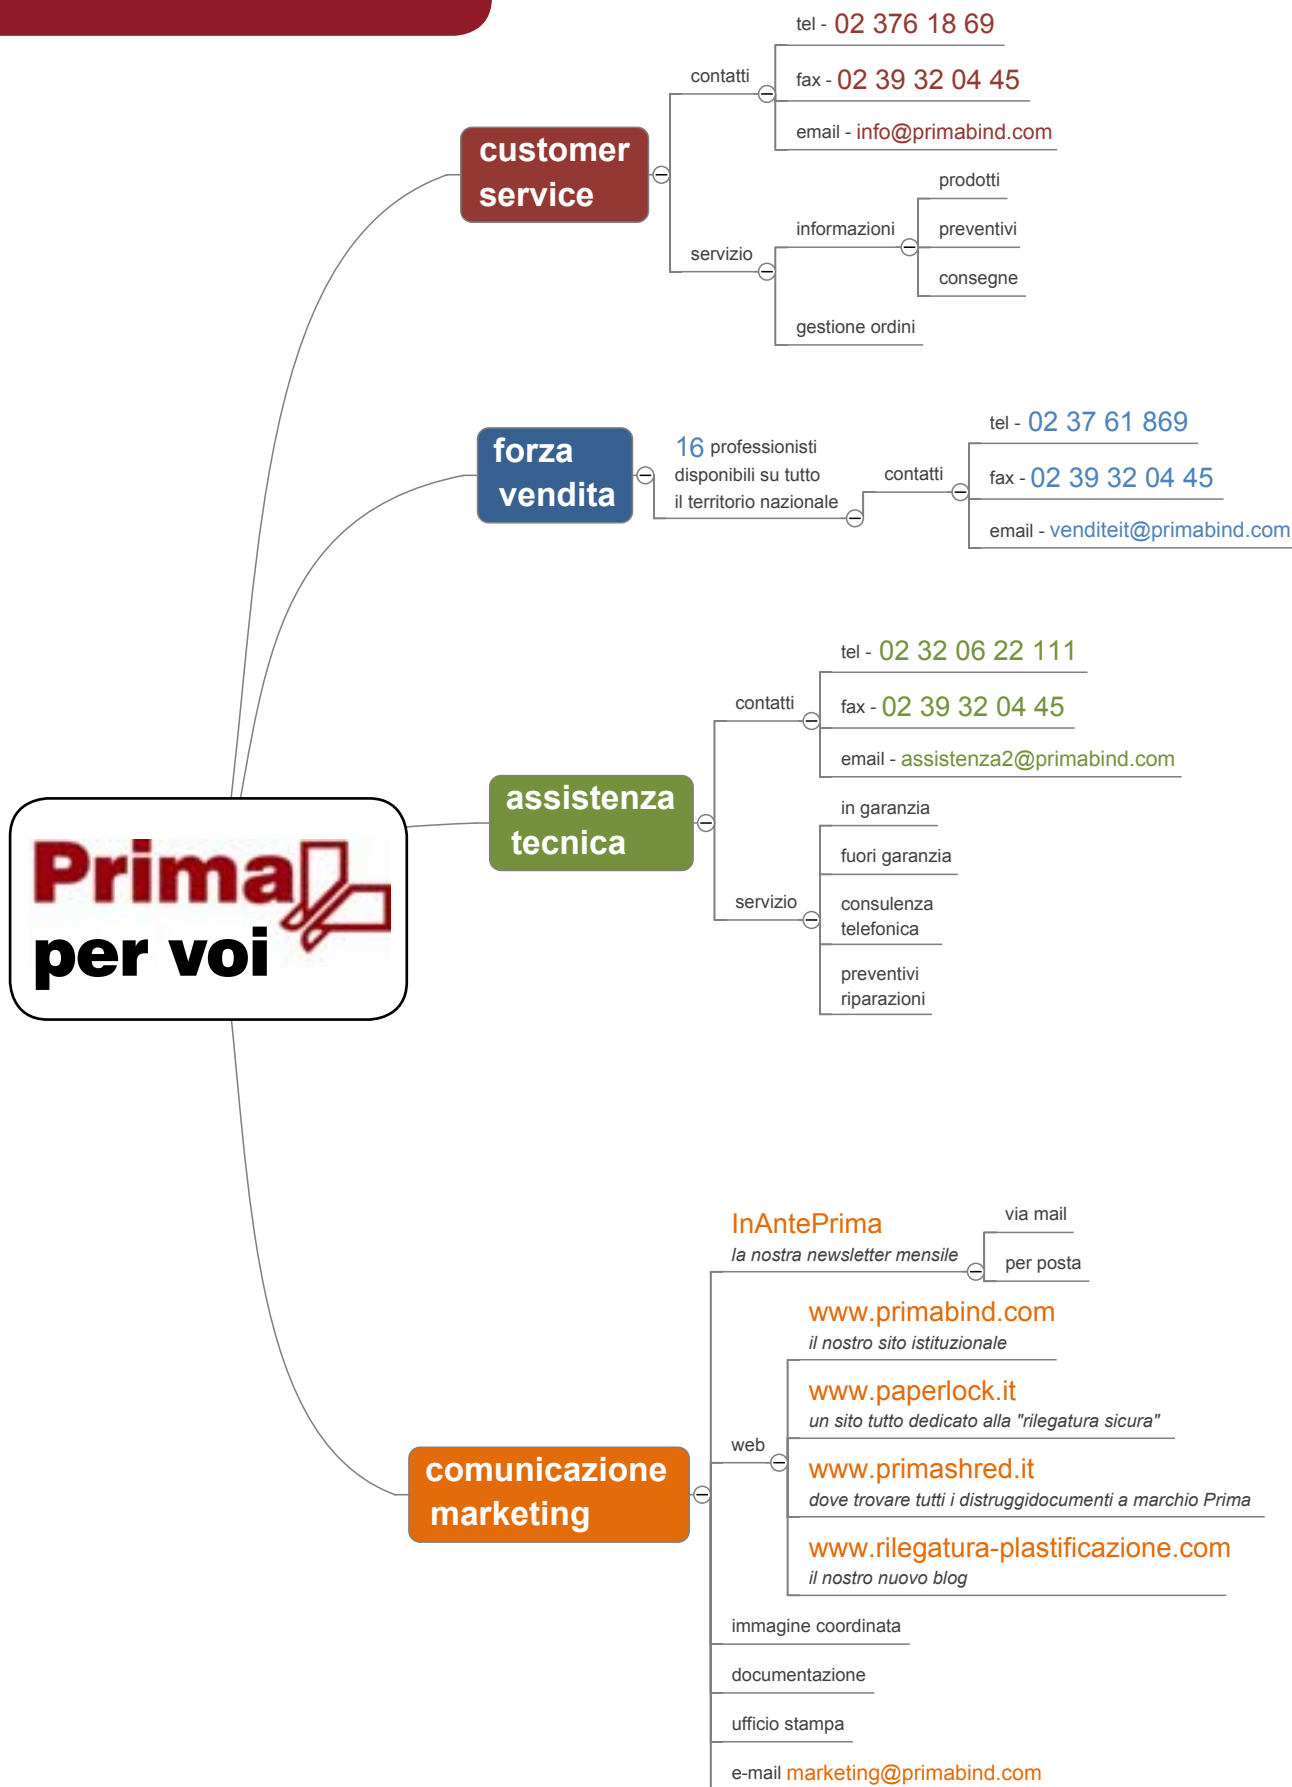 tel - 02 376 18 69
contatti
fax - 02 39 32 04 45
email - info@primabind.com
customer
service
prodotti
informazioni
preventivi
servizio
consegne
gestione ordini
tel - 02 37 61 869
forza
vendita
16 professionisti
disponibili su tutto
il territorio nazionale
contatti
fax - 02 39 32 04 45
email - venditeit@primabind.com
tel - 02 32 06 22 111
contatti
fax - 02 39 32 04 45
email - assistenza2@primabind.com
assistenza
tecnica
in garanzia
fuori garanzia
servizio
consulenza
telefonica
preventivi
riparazioni
Prima
per voi
InAntePrima
la nostra newsletter mensile
via mail
per posta
www.primabind.com
il nostro sito istituzionale
www.paperlock.it
un sito tutto dedicato alla "rilegatura sicura"
web
www.primashred.it
dove trovare tutti i distruggidocumenti a marchio Prima
comunicazione
marketing
www.rilegatura-plastificazione.com
il nostro nuovo blog
immagine coordinata
documentazione
ufficio stampa
e-mail marketing@primabind.com